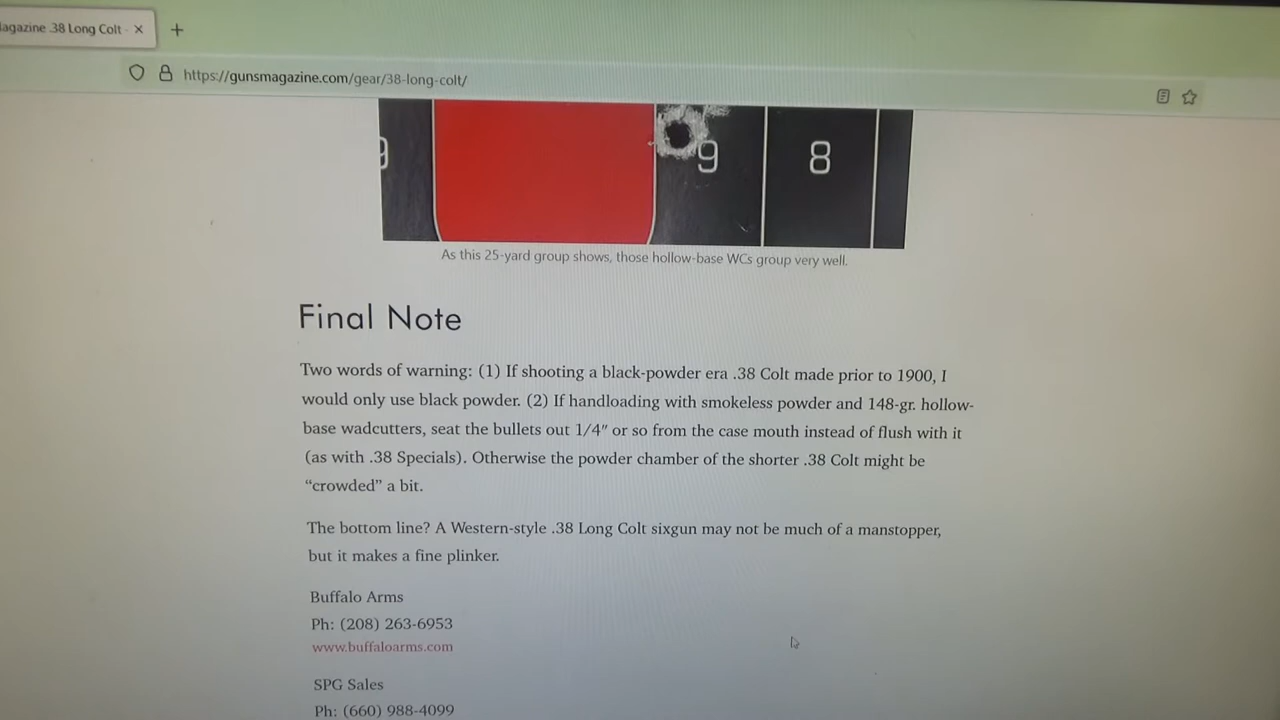 agazine .38 Long Colt
https://gunsmagazine.com/gear/38-long-colt/
9 9 8
As this 25-yard group shows, those hollow-base WCs group very well.
Final Note
Two words of warning: (1) If shooting a black-powder era .38 Colt made prior to 1900, I
would only use black powder. (2) If handloading with smokeless powder and 148-gr. hollow-
base wadcutters, seat the bullets out 1/4″ or so from the case mouth instead of flush with it
(as with .38 Specials). Otherwise the powder chamber of the shorter .38 Colt might be
“crowded” a bit.
The bottom line? A Western-style .38 Long Colt sixgun may not be much of a manstopper,
but it makes a fine plinker.
Buffalo Arms
Ph: (208) 263-6953
www.buffaloarms.com
SPG Sales
Ph: (660) 988-4099